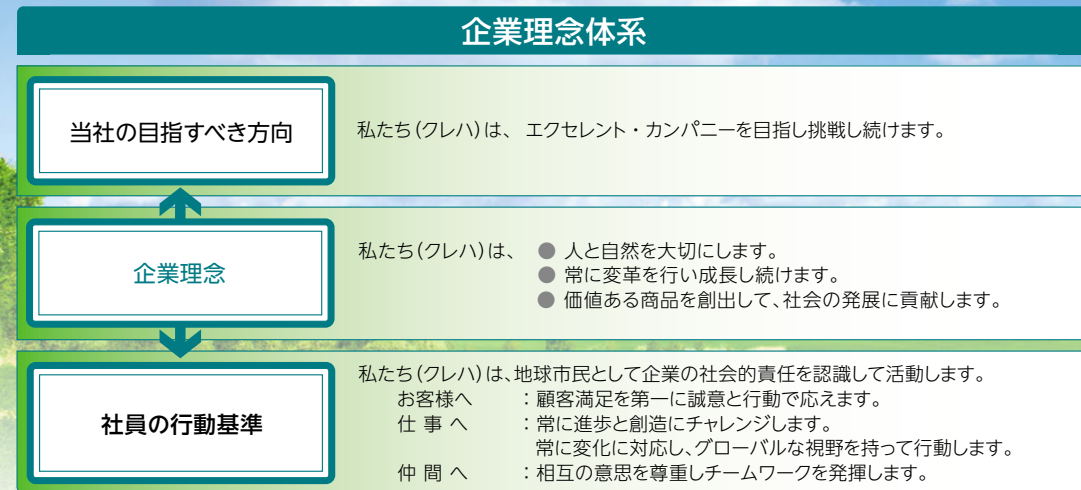 企業理念体系
当社の目指すべき方向
私たち(クレハ)は、 エクセレント・カンパニーを目指し挑戦し続けます。
企業理念
私たち(クレハ)は、 ● 人と自然を大切にします。
● 常に変革を行い成長し続けます。
● 価値ある商品を創出して、社会の発展に貢献します。
社員の行動基準
私たち(クレハ)は、地球市民として企業の社会的責任を認識して活動します。
お客様へ ：顧客満足を第一に誠意と行動で応えます。
仕 事 へ ：常に進歩と創造にチャレンジします。
常に変化に対応し、グローバルな視野を持って行動します。
仲 間 へ ：相互の意思を尊重しチームワークを発揮します。